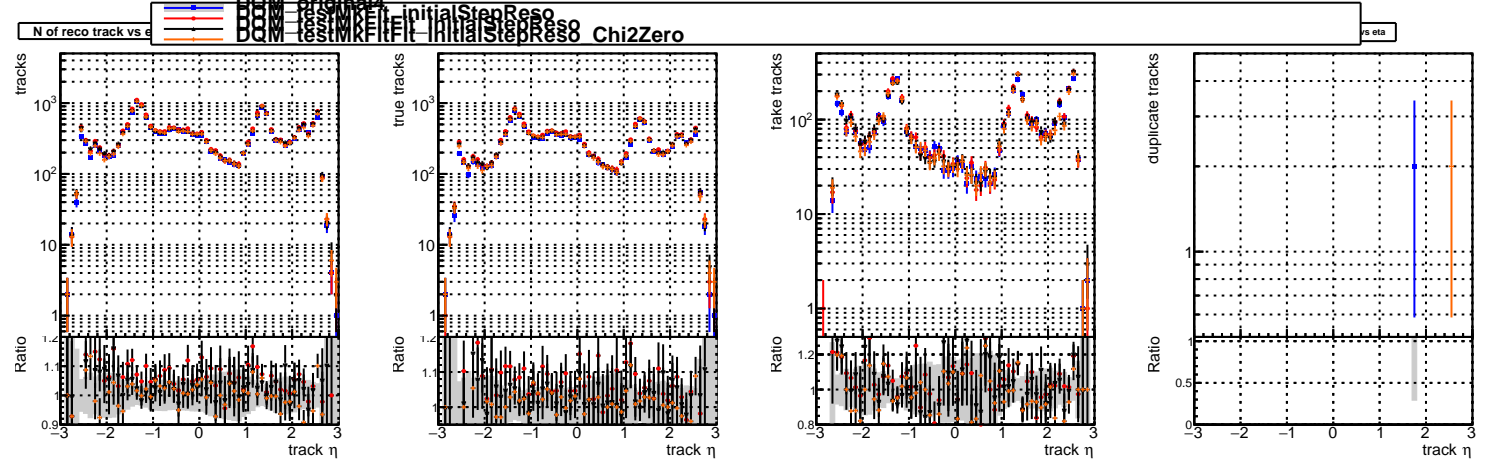 DQM_original4
DQM_testMkFit_initialStepReso
DQM_testMkFitFit_initialStepReso
DQM_testMkFitFit_initialStepReso_Chi2Zero
N of reco track vs e
vs eta
tracks
10³
10²
10
1
Ratio
1.2
1.1
1
0.9
−3 −2 −1 0 1 2 3
track η
true tracks
10³
10²
10
1
Ratio
1.2
1.1
1
−3 −2 −1 0 1 2 3
track η
fake tracks
10²
10
1
Ratio
1.2
1
0.8
−3 −2 −1 0 1 2 3
track η
duplicate tracks
1
Ratio
1
0.5
0
−3 −2 −1 0 1 2 3
track η